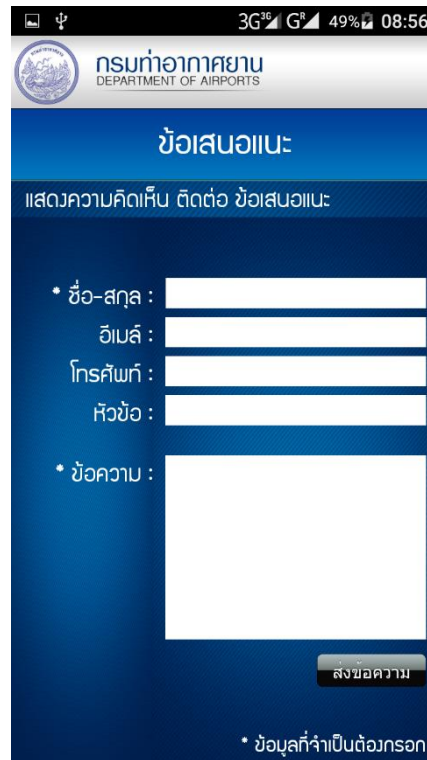 3G 3G G R 49% 08:56
กรมท่าอากาศยาน
DEPARTMENT OF AIRPORTS
ข้อเสนอแนะ
แสดงความคิดเห็น ติดต่อ ข้อเสนอแนะ
* ชื่อ-สกุล :
อีเมล์ :
โทรศัพท์ :
หัวข้อ :
* ข้อความ :
ส่งข้อความ
* ข้อมูลที่จำเป็นต้องกรอก